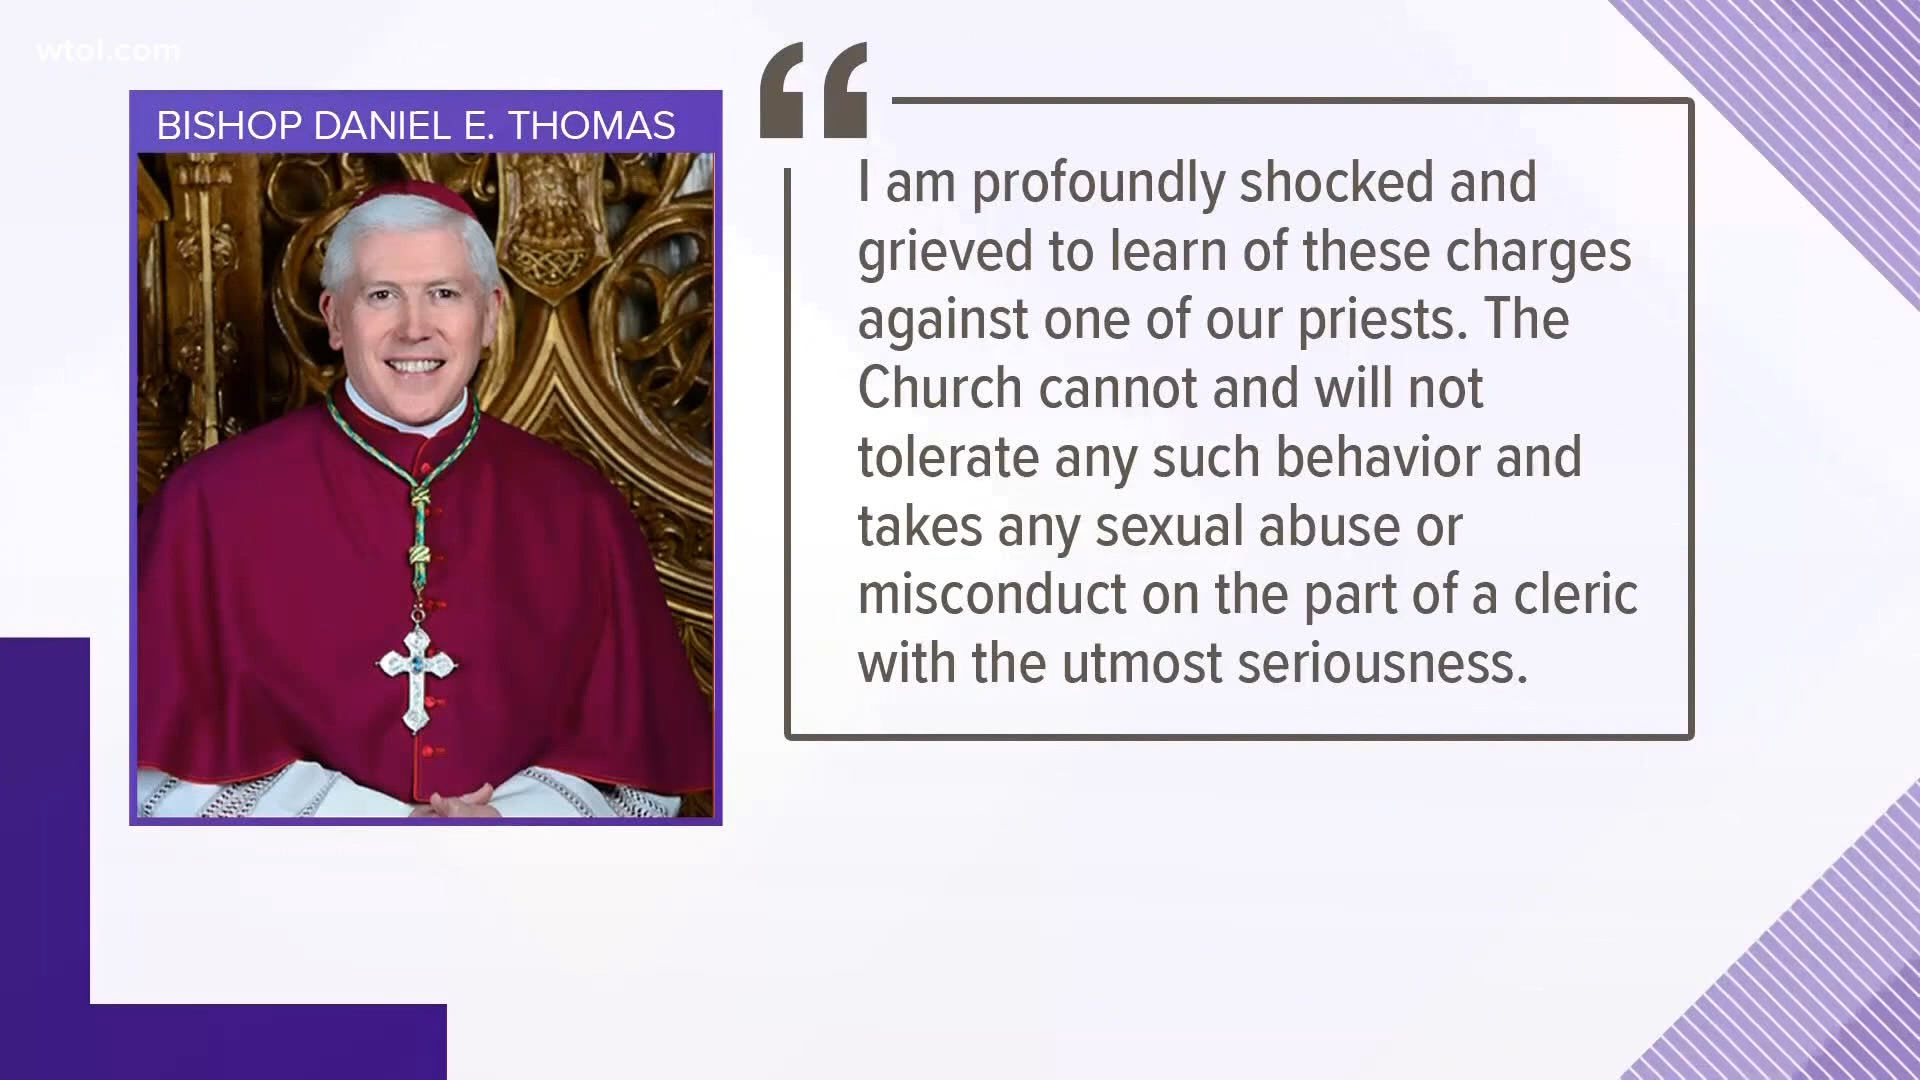 wtol.com
BISHOP DANIEL E. THOMAS
“
I am profoundly shocked and
grieved to learn of these charges
against one of our priests. The
Church cannot and will not
tolerate any such behavior and
takes any sexual abuse or
misconduct on the part of a cleric
with the utmost seriousness.